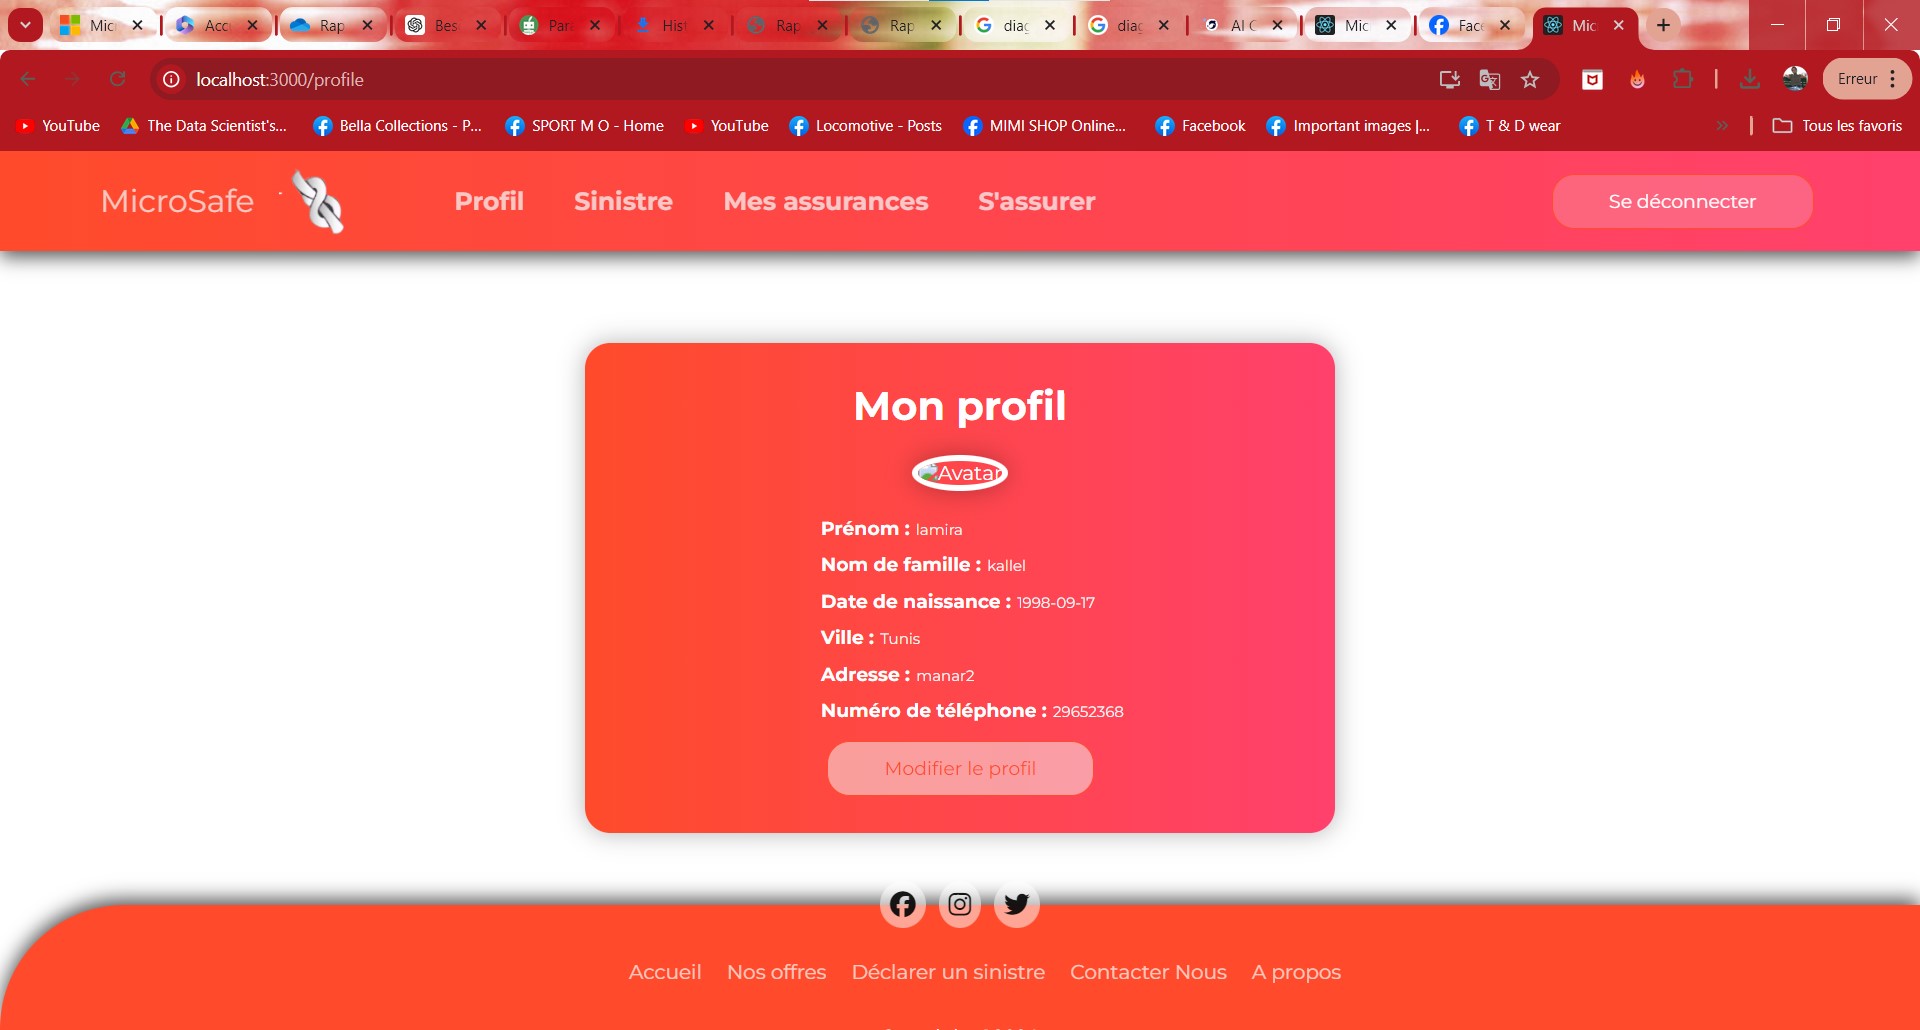 Mic Acc Rap Bes Par Hist Rap Rap diag diag AI C Mic Face Mic
localhost:3000/profile Erreur
YouTube The Data Scientist's... Bella Collections - P... SPORT M O - Home YouTube Locomotive - Posts MIMI SHOP Online... Facebook Important images |... T & D wear » Tous les favoris
MicroSafe Profil Sinistre Mes assurances S'assurer Se déconnecter
Mon profil
Avatar
Prénom : lamira
Nom de famille : kallel
Date de naissance : 1998-09-17
Ville : Tunis
Adresse : manar2
Numéro de téléphone : 29652368
Modifier le profil
Accueil Nos offres Déclarer un sinistre Contacter Nous A propos